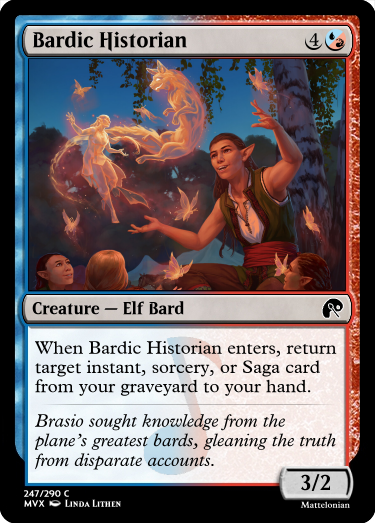 Bardic Historian 4
Creature — Elf Bard
When Bardic Historian enters, return
target instant, sorcery, or Saga card
from your graveyard to your hand.
Brasio sought knowledge from the
plane's greatest bards, gleaning the truth
from disparate accounts.
3/2
247/290 C
MVX Linda Lithen
Mattelonian